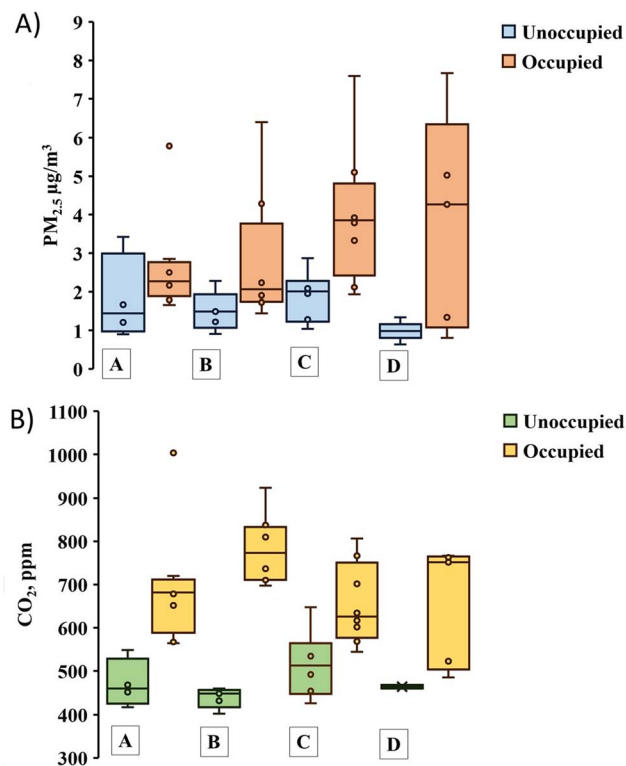 A)
Unoccupied
Occupied
PM2.5 µg/m³
9
8
7
6
5
4
3
2
1
0
A
B
C
D
B)
Unoccupied
Occupied
CO2, ppm
1100
1000
900
800
700
600
500
400
300
A
B
C
D